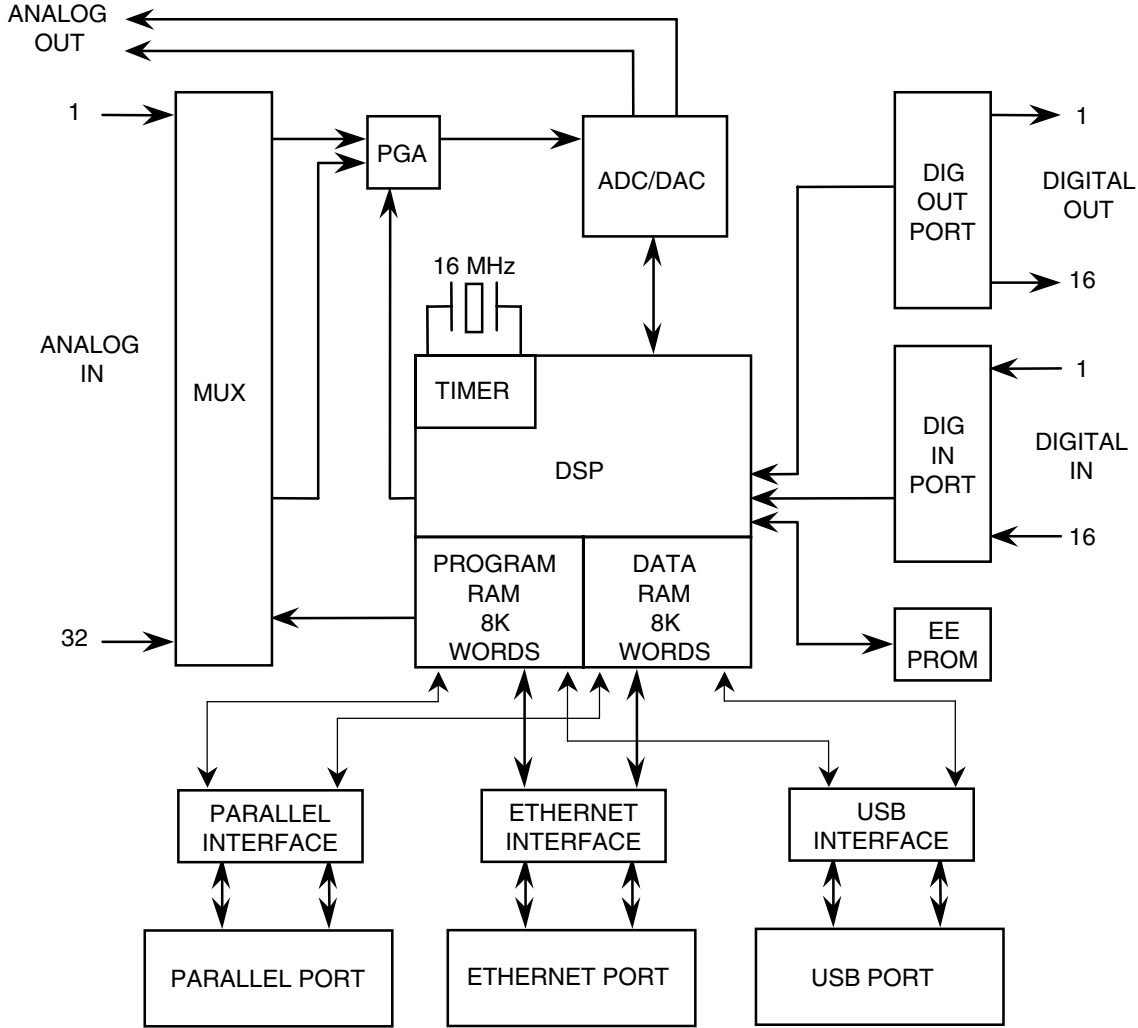 ANALOG
OUT
1
MUX
ANALOG
IN
32
PGA
ADC/DAC
16 MHz
TIMER
DSP
PROGRAM
RAM
8K
WORDS
DATA
RAM
8K
WORDS
DIG
OUT
PORT
1
DIGITAL
OUT
16
DIG
IN
PORT
1
DIGITAL
IN
16
EE
PROM
PARALLEL
INTERFACE
ETHERNET
INTERFACE
USB
INTERFACE
PARALLEL PORT
ETHERNET PORT
USB PORT